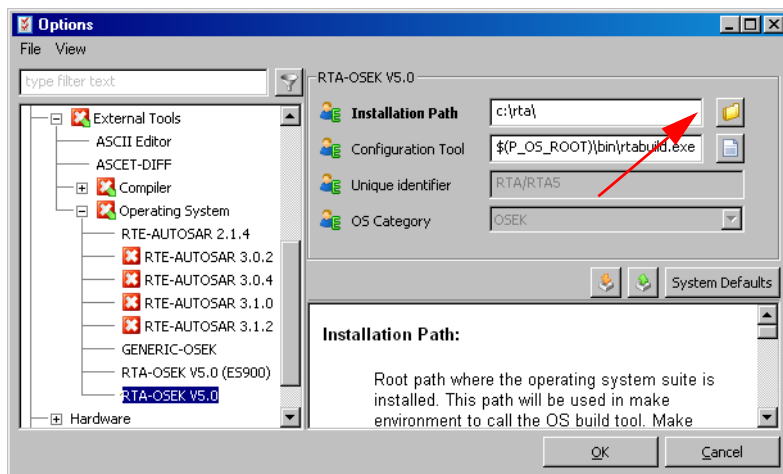 Options
File View
type filter text
External Tools
ASCII Editor
ASCET-DIFF
Compiler
Operating System
RTE-AUTOSAR 2.1.4
RTE-AUTOSAR 3.0.2
RTE-AUTOSAR 3.0.4
RTE-AUTOSAR 3.1.0
RTE-AUTOSAR 3.1.2
GENERIC-OSEK
RTA-OSEK V5.0 (ES900)
RTA-OSEK V5.0
Hardware
RTA-OSEK V5.0
Installation Path c:\rta\
Configuration Tool $(P_OS_ROOT)\bin\rtabuild.exe
Unique identifier RTA/RTA5
OS Category OSEK
System Defaults
Installation Path:
Root path where the operating system suite is
installed. This path will be used in make
environment to call the OS build tool. Make
OK Cancel